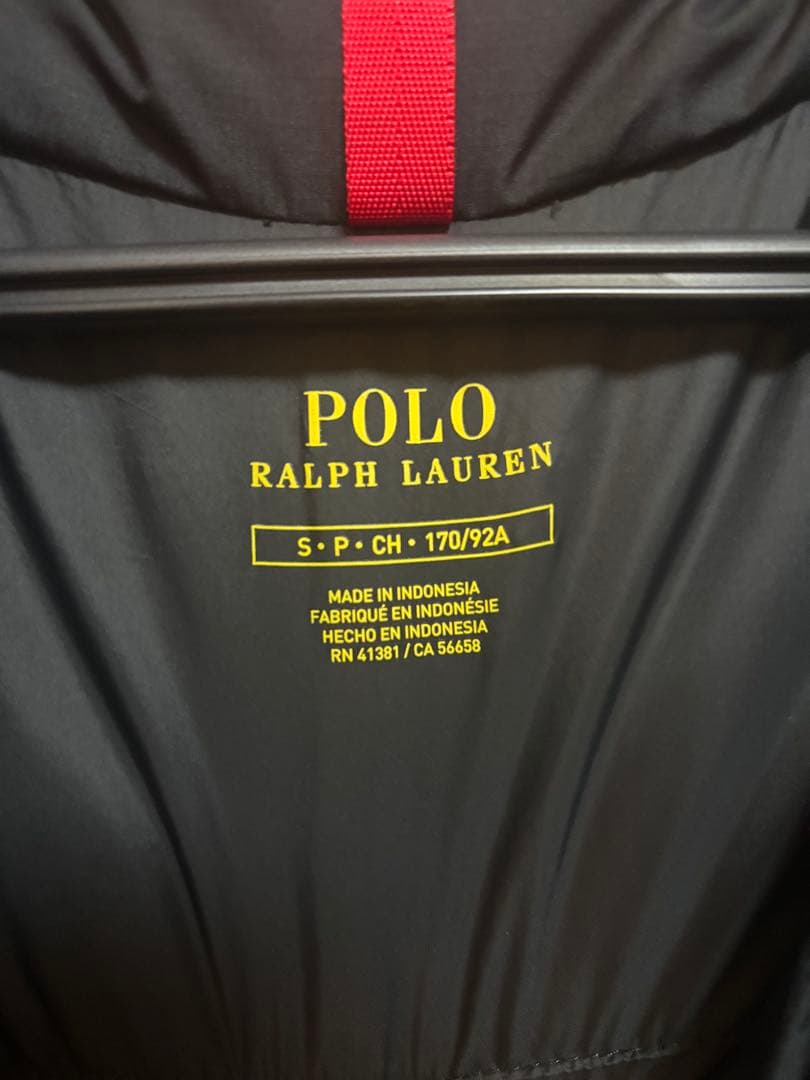 POLO
RALPH LAUREN
S • P • CH • 170/92A
MADE IN INDONESIA
FABRIQUÉ EN INDONÉSIE
HECHO EN INDONESIA
RN 41381 / CA 56658